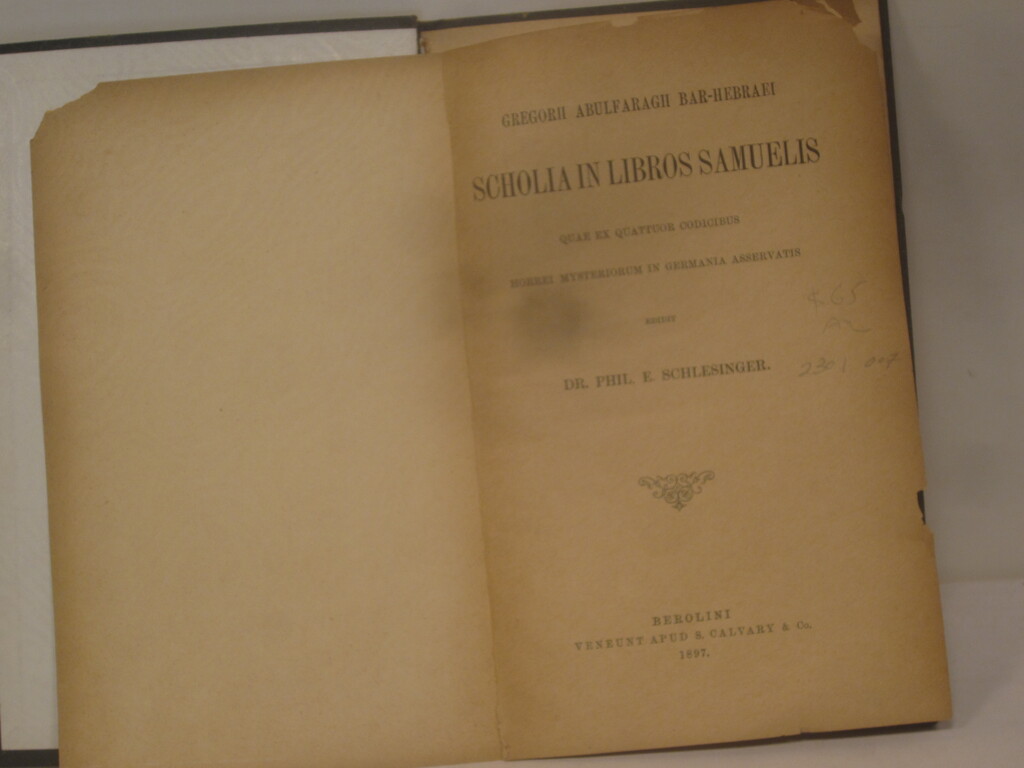 GREGORII ABULFARAGII BAR-HEBRAEI
SCHOLIA IN LIBROS SAMUELIS
QUAE EX QUATTUOR CODICIBUS
HORREI MYSTERIORUM IN GERMANIA ASSERVATIS
EDIDIT
DR. PHIL. E. SCHLESINGER.
BEROLINI
VENEUNT APUD S. CALVARY & Co.
1897.